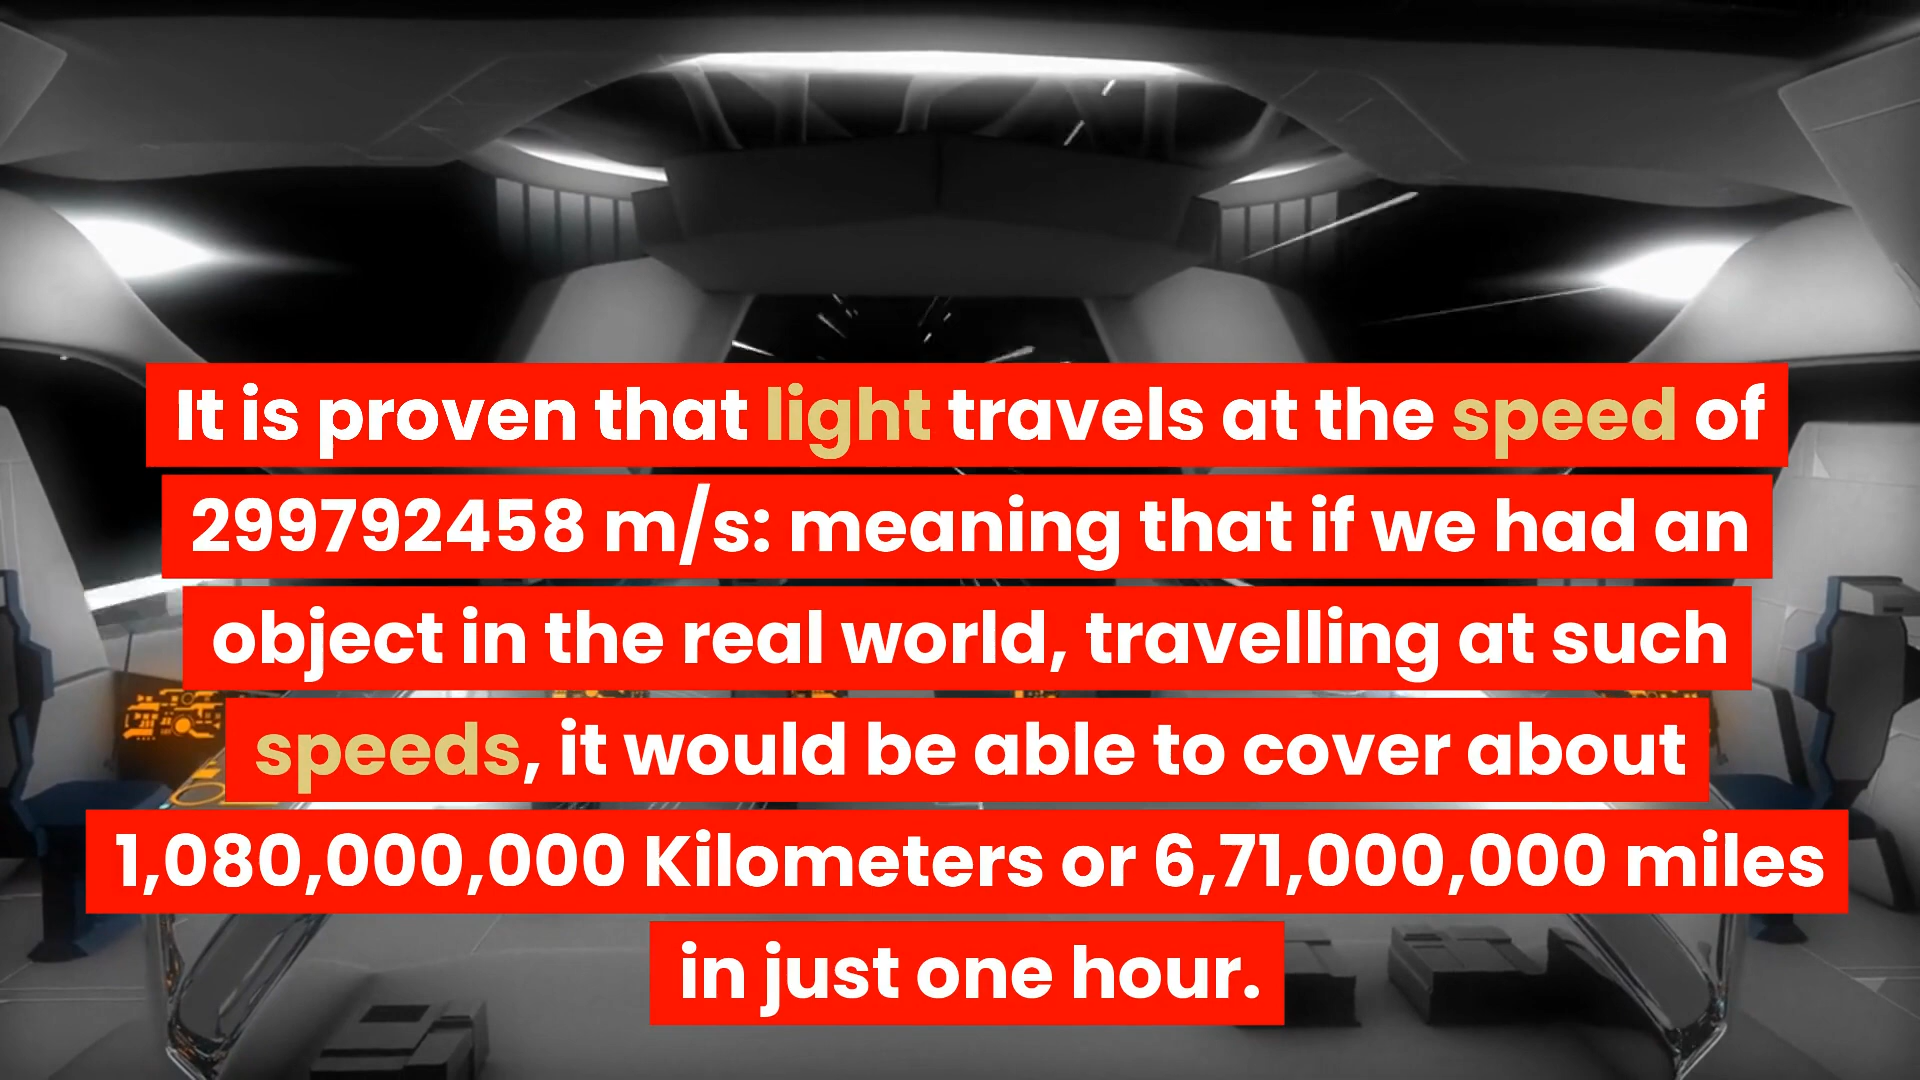 It is proven that light travels at the speed of
299792458 m/s: meaning that if we had an
object in the real world, travelling at such
speeds, it would be able to cover about
1,080,000,000 Kilometers or 6,71,000,000 miles
in just one hour.